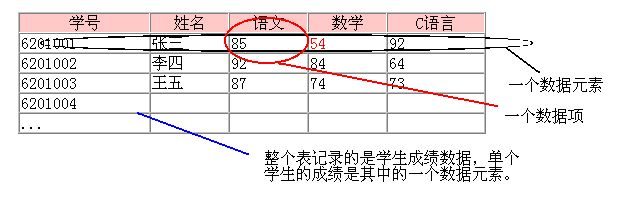 学号 姓名 语文 数学 C语言
6201001 张三 85 54 92
6201002 李四 92 84 64
6201003 王五 87 74 73
6201004
...
一个数据元素
一个数据项
整个表记录的是学生成绩数据，单个
学生的成绩是其中的一个数据元素。